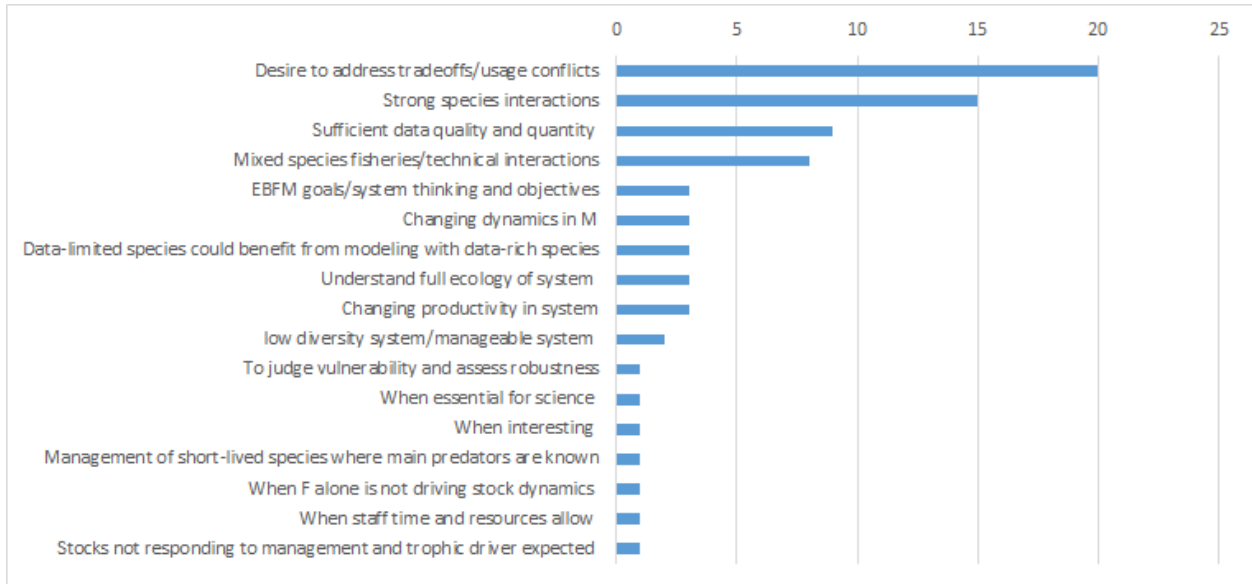 0 5 10 15 20 25
Desire to address tradeoffs/usage conflicts
Strong species interactions
Sufficient data quality and quantity
Mixed species fisheries/technical interactions
EBFM goals/system thinking and objectives
Changing dynamics in M
Data-limited species could benefit from modeling with data-rich species
Understand full ecology of system
Changing productivity in system
low diversity system/manageable system
To judge vulnerability and assess robustness
When essential for science
When interesting
Management of short-lived species where main predators are known
When F alone is not driving stock dynamics
When staff time and resources allow
Stocks not responding to management and trophic driver expected